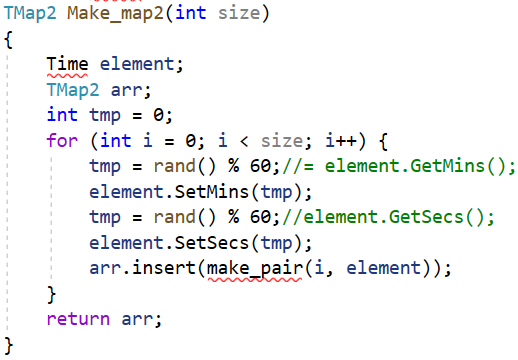 TMap2 Make_map2(int size)
{
    Time element;
    TMap2 arr;
    int tmp = 0;
    for (int i = 0; i < size; i++) {
        tmp = rand() % 60;//= element.GetMins();
        element.SetMins(tmp);
        tmp = rand() % 60;//element.GetSecs();
        element.SetSecs(tmp);
        arr.insert(make_pair(i, element));
    }
    return arr;
}